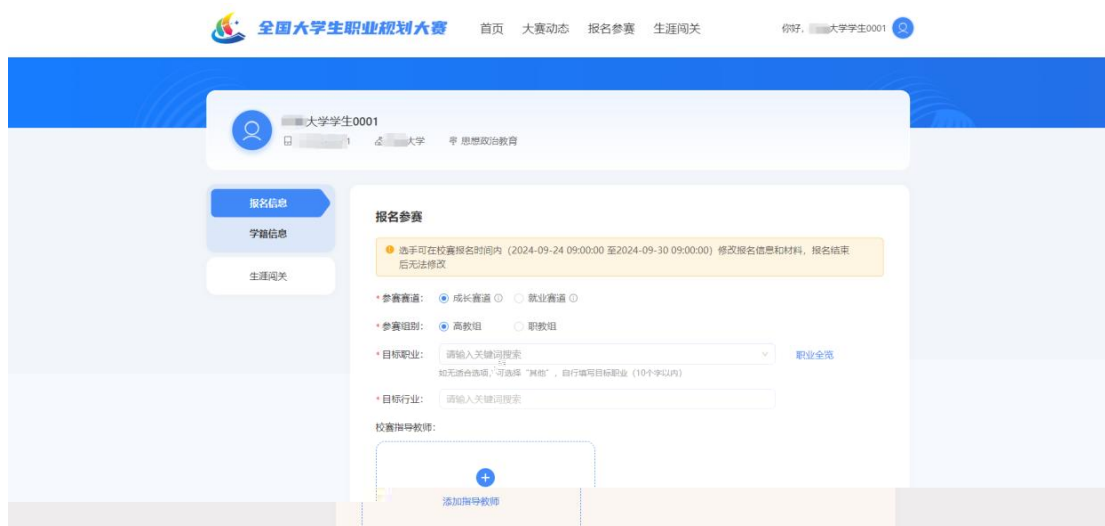 全国大学生职业规划大赛 首页 大赛动态 报名参赛 生涯闯关 你好, 大学学生0001
大学学生0001
1 大学 思想政治教育
报名信息
学籍信息
生涯闯关
报名参赛
选手可在校赛报名时间内（2024-09-24 09:00:00 至2024-09-30 09:00:00）修改报名信息和材料，报名结束
后无法修改
*参赛赛道： 成长赛道 就业赛道
*参赛组别： 高教组 职教组
*目标职业： 请输入关键词搜索 职业全览
如无适合选项，可选择“其他”，自行填写目标职业（10个字以内）
*目标行业： 请输入关键词搜索
校赛指导教师：
添加指导教师